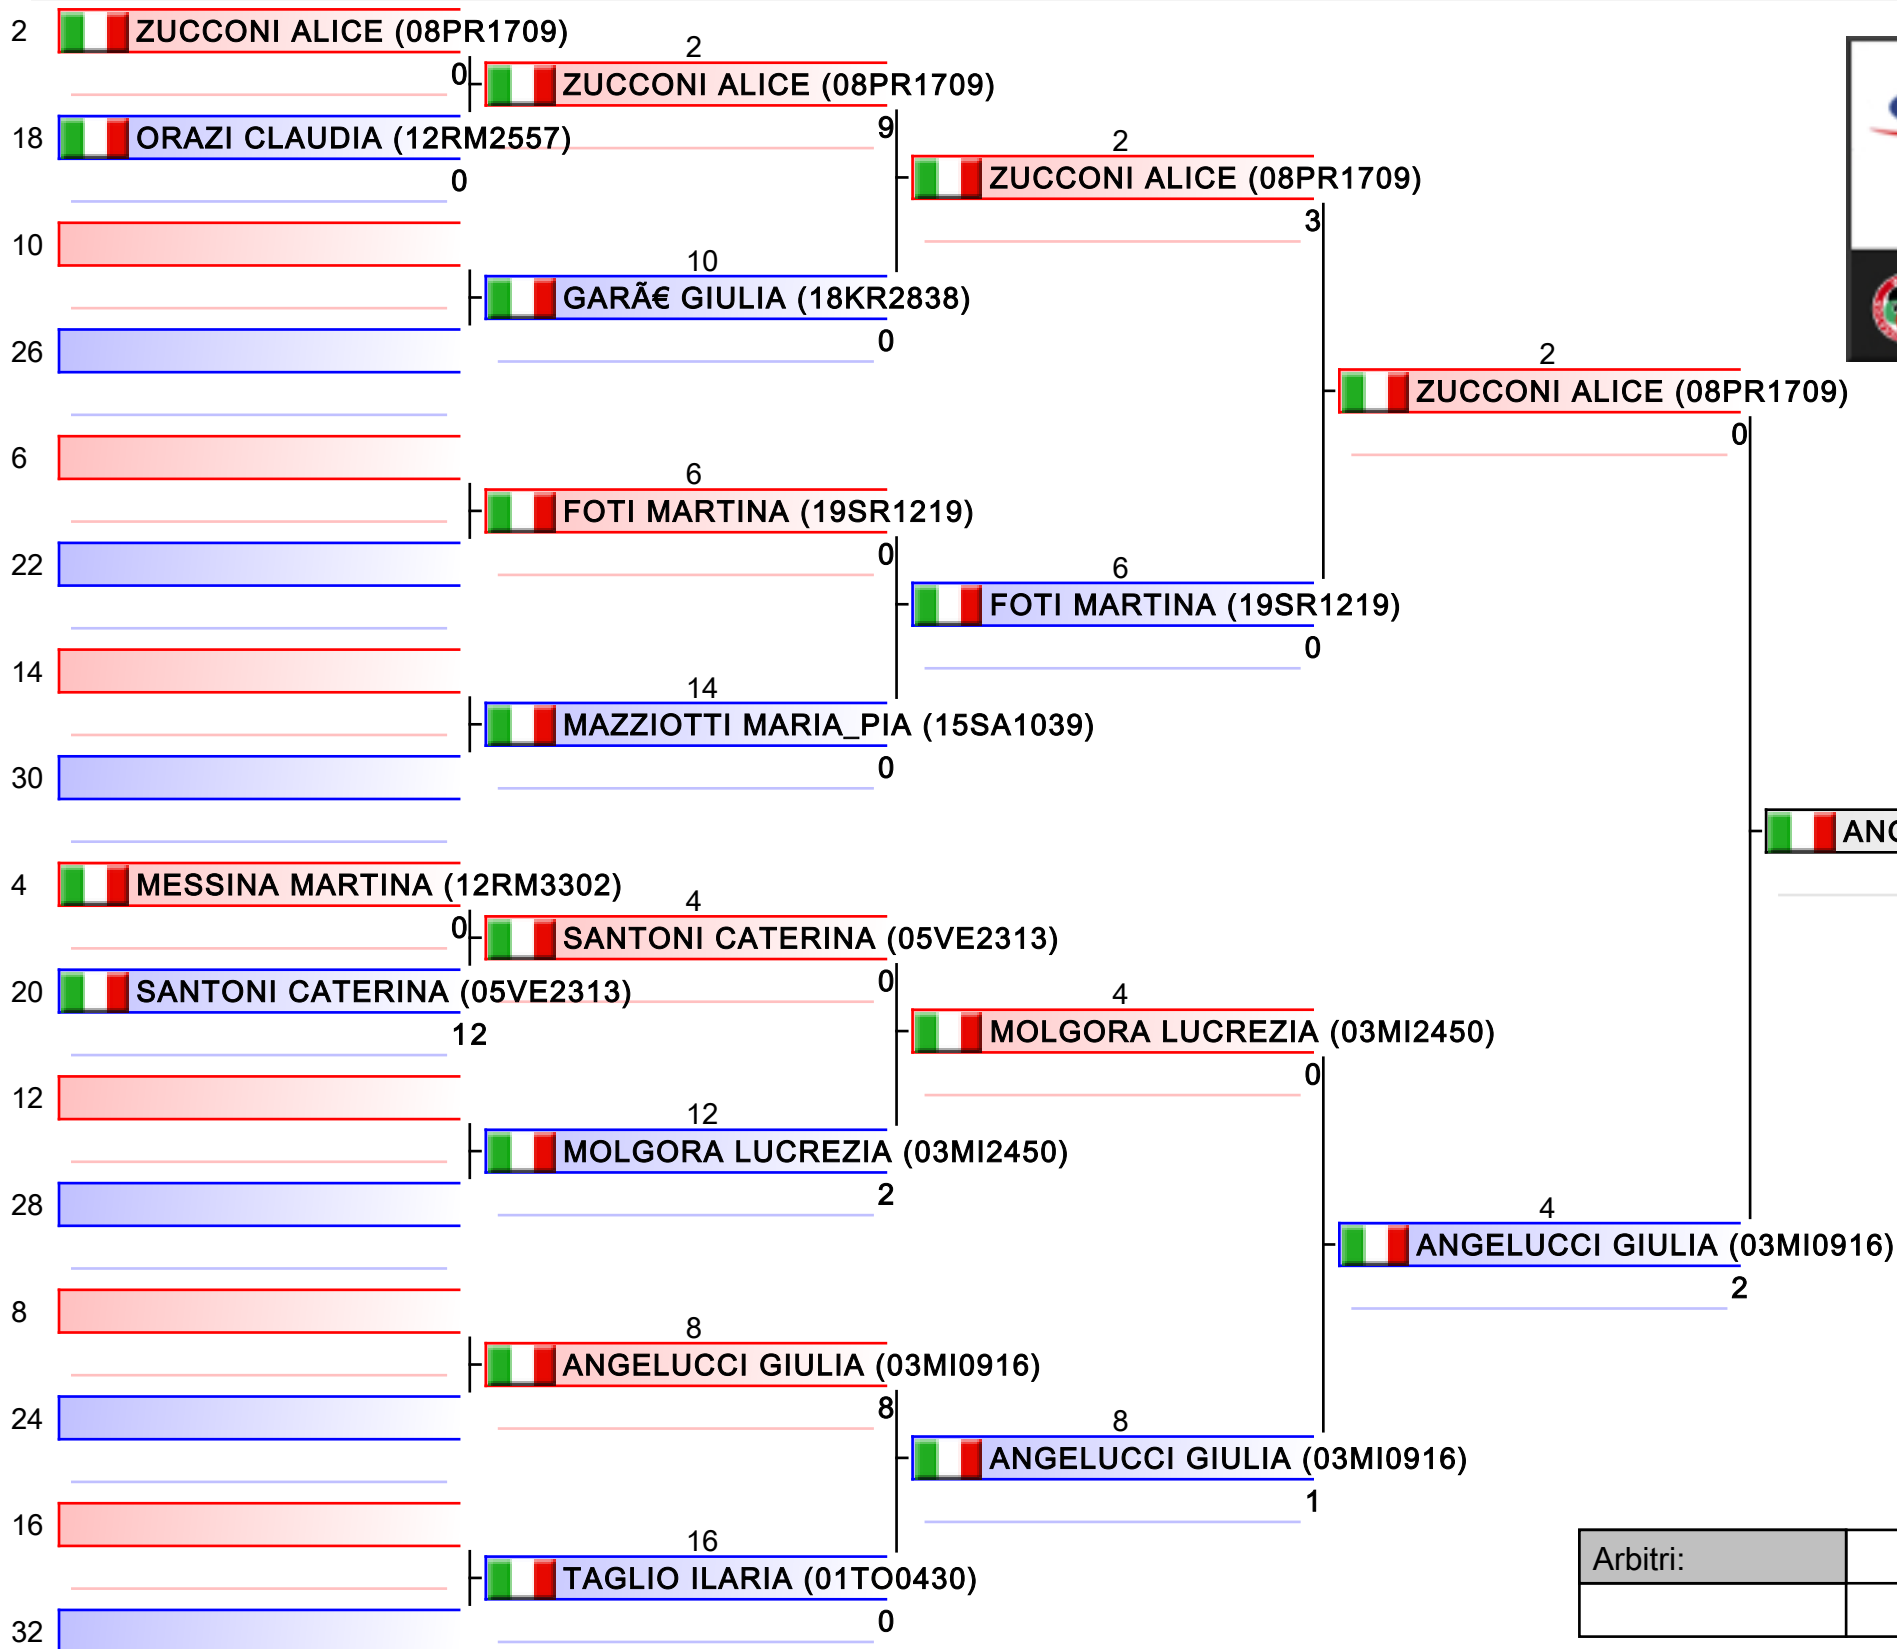 2 ZUCCONI ALICE (08PR1709)
2
0 ZUCCONI ALICE (08PR1709)
9
18 ORAZI CLAUDIA (12RM2557)
2
0 ZUCCONI ALICE (08PR1709)
3
10
10
GARÃ€ GIULIA (18KR2838)
0
26
2
ZUCCONI ALICE (08PR1709)
0
6
6
FOTI MARTINA (19SR1219)
0
22
6
FOTI MARTINA (19SR1219)
0
14
14
MAZZIOTTI MARIA_PIA (15SA1039)
0
30
ANG
4 MESSINA MARTINA (12RM3302)
4
0 SANTONI CATERINA (05VE2313)
0
20 SANTONI CATERINA (05VE2313)
4
12 MOLGORA LUCREZIA (03MI2450)
0
12
12
MOLGORA LUCREZIA (03MI2450)
2
28
4
ANGELUCCI GIULIA (03MI0916)
2
8
8
ANGELUCCI GIULIA (03MI0916)
8
24
8
ANGELUCCI GIULIA (03MI0916)
1
16
16
TAGLIO ILARIA (01TO0430)
0
32
Arbitri: